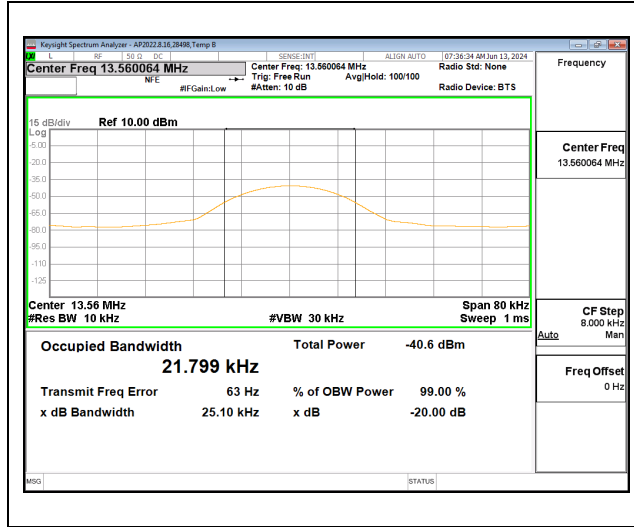 Keysight Spectrum Analyzer - AP2022.8.16,28498,Temp B
LXI L RF 50 Ω DC SENSE:INT ALIGN AUTO 07:36:34 AM Jun 13, 2024
Center Freq 13.560064 MHz Center Freq: 13.560064 MHz Radio Std: None
NFE Trig: Free Run Avg|Hold: 100/100
#IFGain:Low #Atten: 10 dB Radio Device: BTS
Frequency
15 dB/div Ref 10.00 dBm
Log
-5.00
-20.0
-35.0
-50.0
-65.0
-80.0
-95.0
-110
-125
Center Freq
13.560064 MHz
Center 13.56 MHz Span 80 kHz
#Res BW 10 kHz #VBW 30 kHz Sweep 1 ms
CF Step
8.000 kHz
Auto Man
Occupied Bandwidth Total Power -40.6 dBm
21.799 kHz
Freq Offset
0 Hz
Transmit Freq Error 63 Hz % of OBW Power 99.00 %
x dB Bandwidth 25.10 kHz x dB -20.00 dB
MSG STATUS